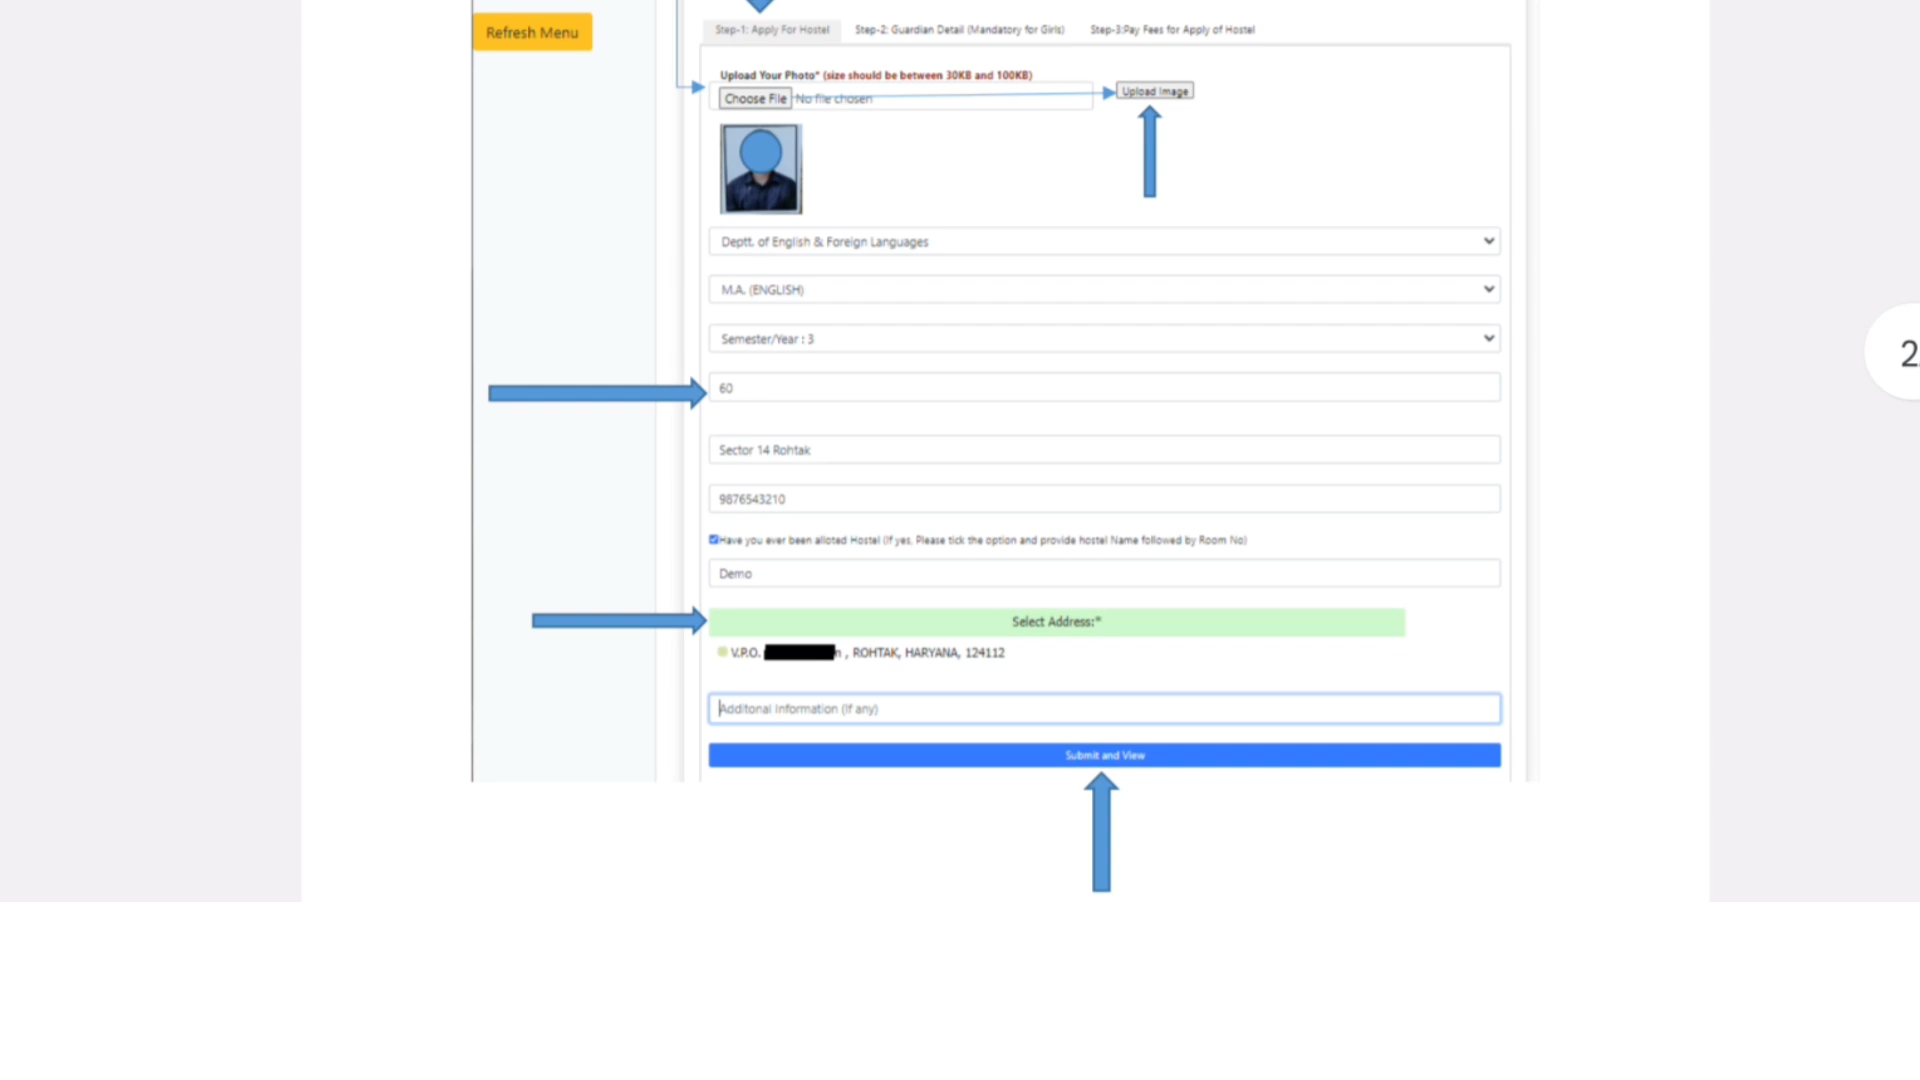 Refresh Menu
Step-1: Apply For Hostel Step-2: Guardian Detail (Mandatory for Girls) Step-3:Pay Fees for Apply of Hostel
Upload Your Photo* (size should be between 30KB and 100KB)
Choose File No file chosen Upload Image
Deptt. of English & Foreign Languages
M.A. (ENGLISH)
Semester/Year : 3
2
60
Sector 14 Rohtak
9876543210
Have you ever been alloted Hostel (If yes, Please tick the option and provide hostel Name followed by Room No)
Demo
Select Address:*
V.P.O. n , ROHTAK, HARYANA, 124112
Additonal Information (If any)
Submit and View